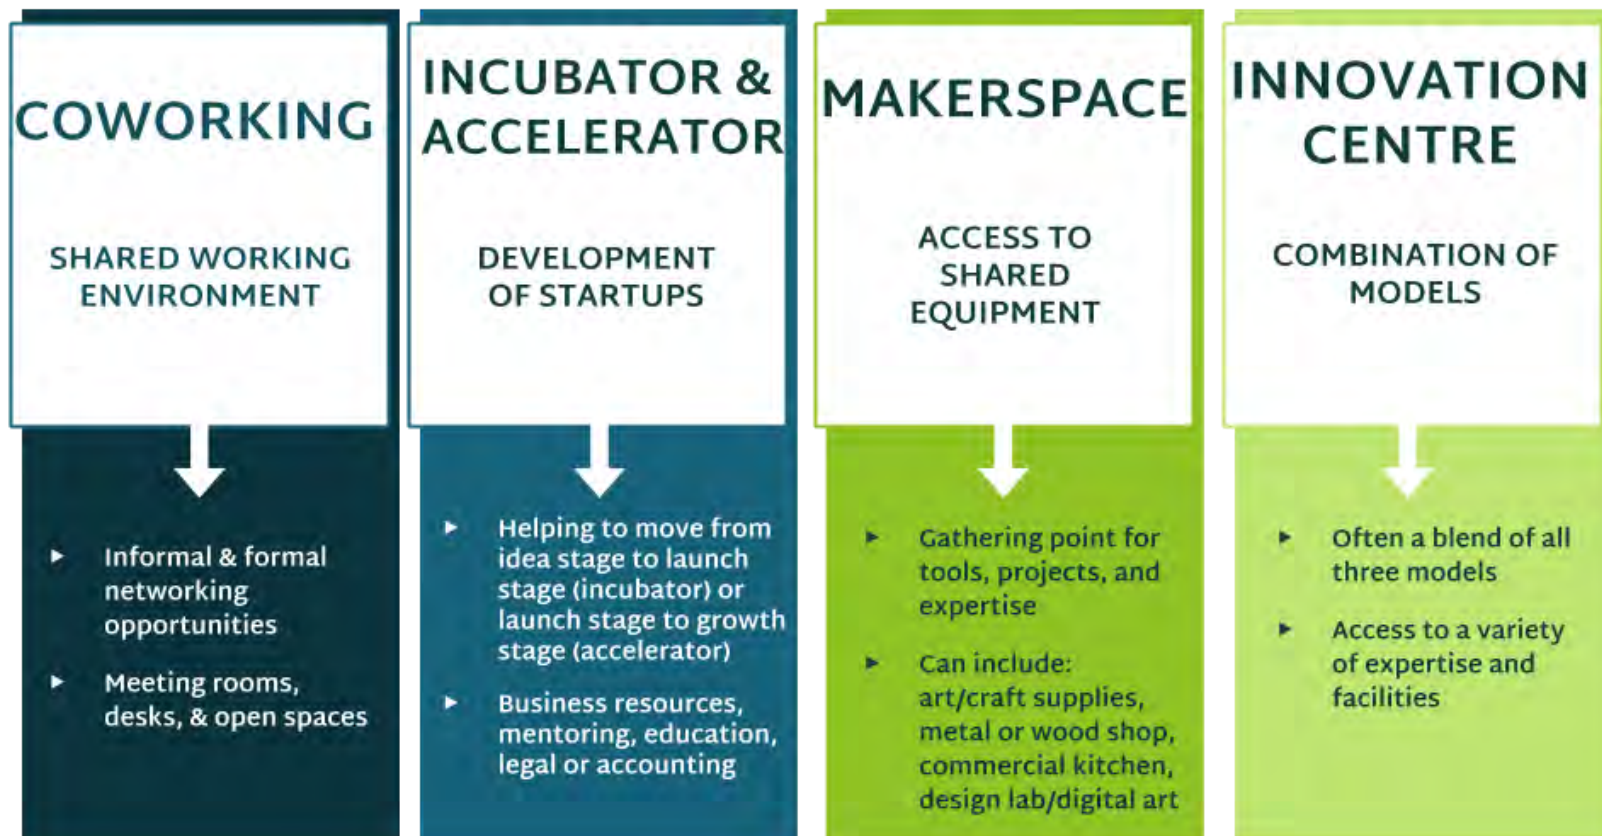 COWORKING
SHARED WORKING
ENVIRONMENT
▸ Informal & formal
networking
opportunities
▸ Meeting rooms,
desks, & open spaces
INCUBATOR &
ACCELERATOR
DEVELOPMENT
OF STARTUPS
▸ Helping to move from
idea stage to launch
stage (incubator) or
launch stage to growth
stage (accelerator)
▸ Business resources,
mentoring, education,
legal or accounting
MAKERSPACE
ACCESS TO
SHARED
EQUIPMENT
▸ Gathering point for
tools, projects, and
expertise
▸ Can include:
art/craft supplies,
metal or wood shop,
commercial kitchen,
design lab/digital art
INNOVATION
CENTRE
COMBINATION OF
MODELS
▸ Often a blend of all
three models
▸ Access to a variety
of expertise and
facilities